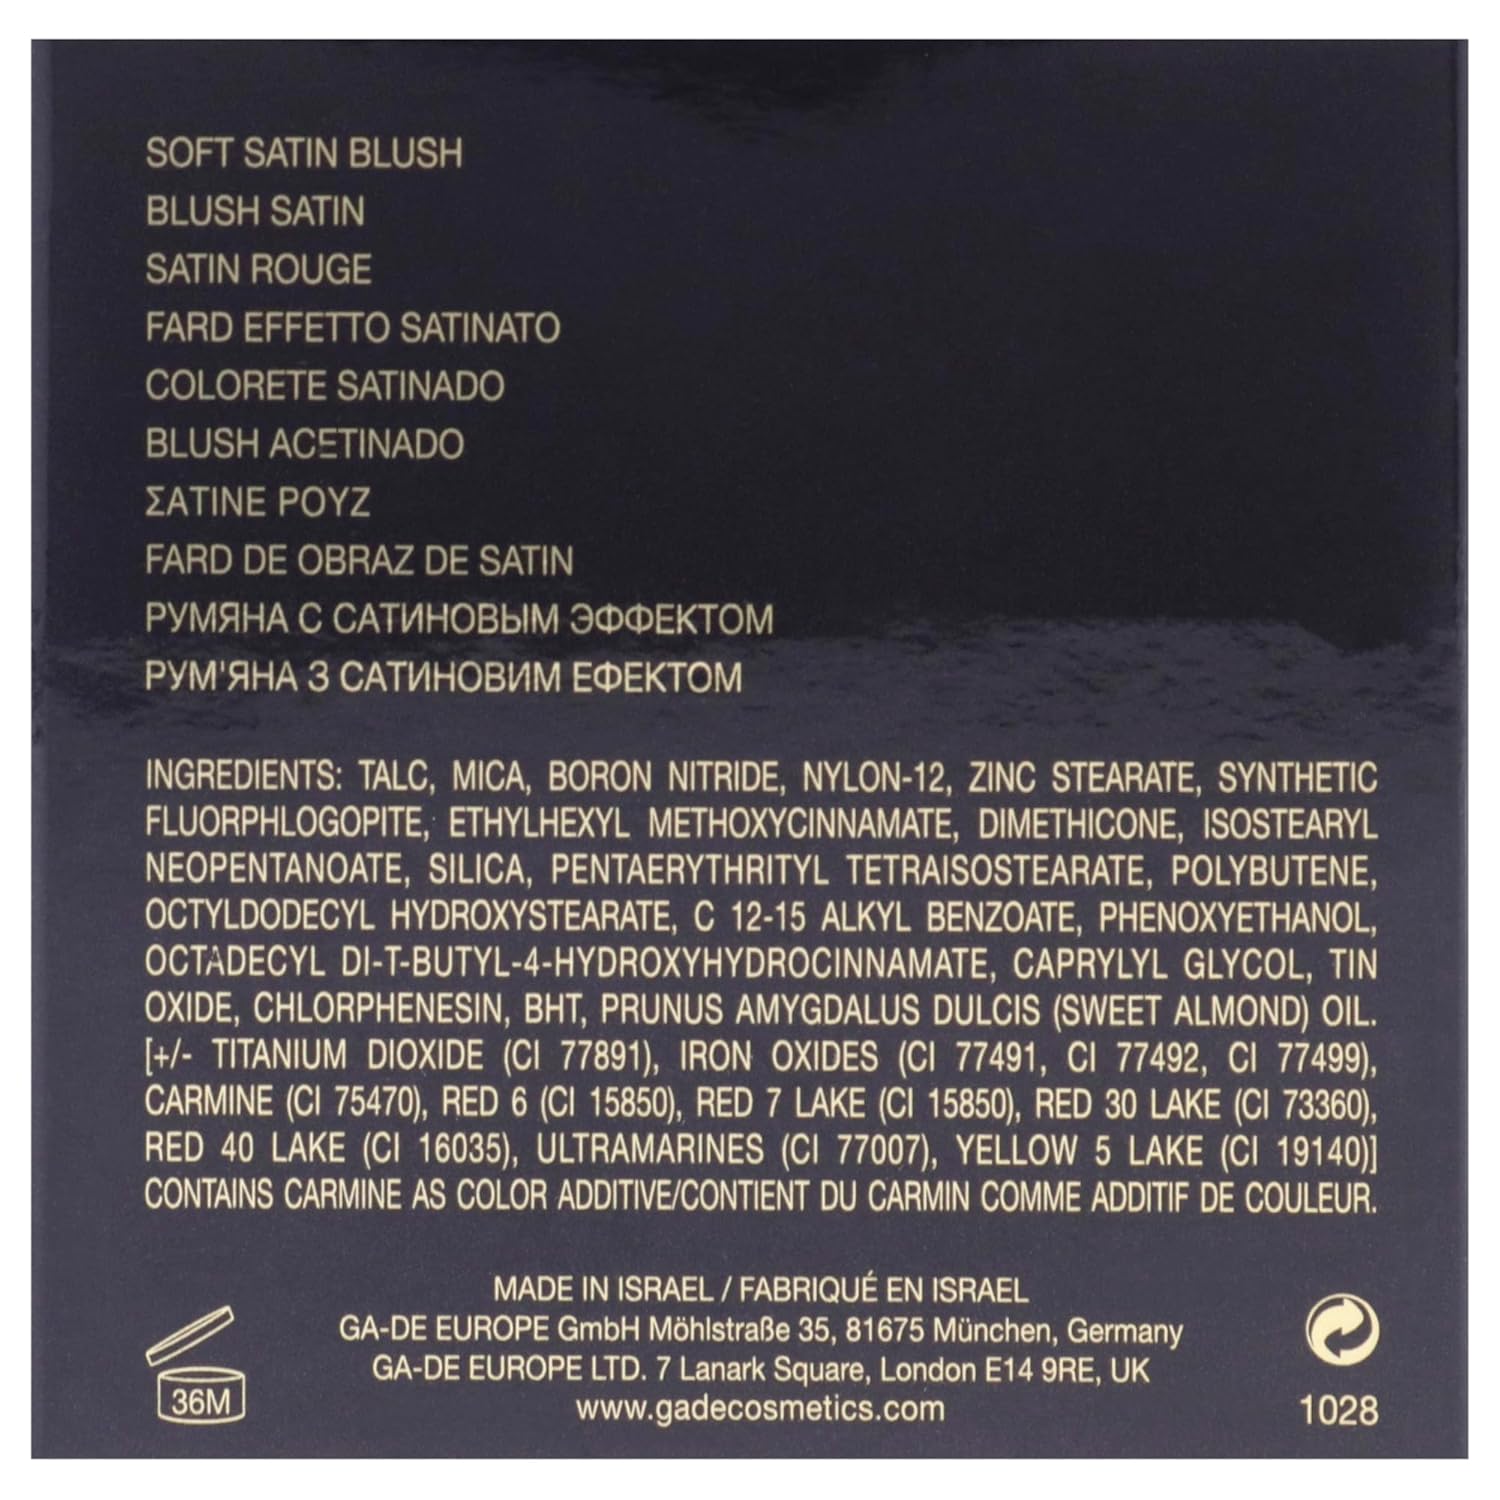 SOFT SATIN BLUSH
BLUSH SATIN
SATIN ROUGE
FARD EFFETTO SATINATO
COLORETE SATINADO
BLUSH ACETINADO
ΣΑΤΙΝΕ ΡΟΥΖ
FARD DE OBRAZ DE SATIN
РУМЯНА С САТИНОВЫМ ЭФФЕКТОМ
РУМ'ЯНА З САТИНОВИМ ЕФЕКТОМ
INGREDIENTS: TALC, MICA, BORON NITRIDE, NYLON-12, ZINC STEARATE, SYNTHETIC
FLUORPHLOGOPITE, ETHYLHEXYL METHOXYCINNAMATE, DIMETHICONE, ISOSTEARYL
NEOPENTANOATE, SILICA, PENTAERYTHRITYL TETRAISOSTEARATE, POLYBUTENE,
OCTYLDODECYL HYDROXYSTEARATE, C 12-15 ALKYL BENZOATE, PHENOXYETHANOL,
OCTADECYL DI-T-BUTYL-4-HYDROXYHYDROCINNAMATE, CAPRYLYL GLYCOL, TIN
OXIDE, CHLORPHENESIN, BHT, PRUNUS AMYGDALUS DULCIS (SWEET ALMOND) OIL.
[+/- TITANIUM DIOXIDE (CI 77891), IRON OXIDES (CI 77491, CI 77492, CI 77499),
CARMINE (CI 75470), RED 6 (CI 15850), RED 7 LAKE (CI 15850), RED 30 LAKE (CI 73360),
RED 40 LAKE (CI 16035), ULTRAMARINES (CI 77007), YELLOW 5 LAKE (CI 19140)]
CONTAINS CARMINE AS COLOR ADDITIVE/CONTIENT DU CARMIN COMME ADDITIF DE COULEUR.
MADE IN ISRAEL / FABRIQUÉ EN ISRAEL
GA-DE EUROPE GmbH Möhlstraße 35, 81675 München, Germany
GA-DE EUROPE LTD. 7 Lanark Square, London E14 9RE, UK
www.gadecosmetics.com
36M
1028